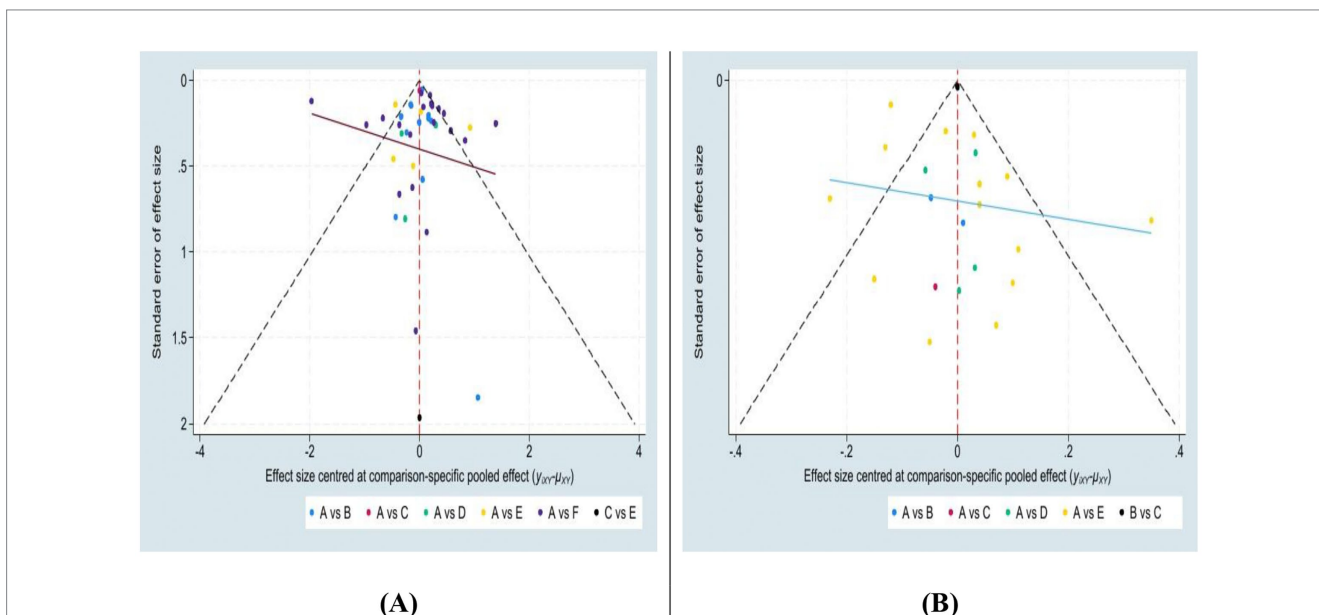 0
.5
1
1.5
2
Standard error of effect size
-4
-2
0
2
4
Effect size centred at comparison-specific pooled effect (yiXY-μXY)
A vs B A vs C A vs D A vs E A vs F C vs E
(A)
0
Standard error of effect size
-.4
-.2
0
.2
.4
Effect size centred at comparison-specific pooled effect (yiXY-μXY)
A vs B A vs C A vs D A vs E B vs C
(B)